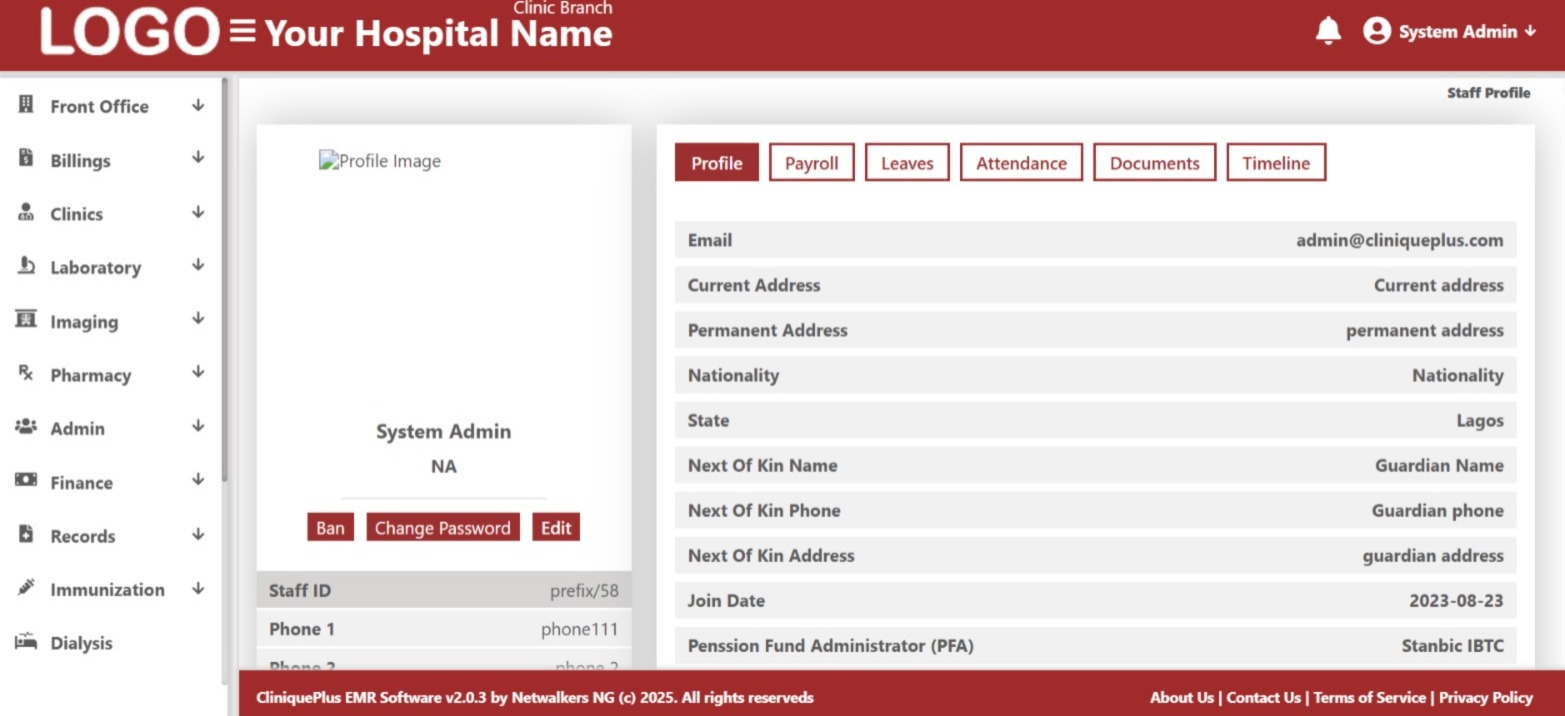 Clinic Branch
LOGO Your Hospital Name
System Admin
Front Office
Billings
Clinics
Laboratory
Imaging
Pharmacy
Admin
Finance
Records
Immunization
Dialysis
Staff Profile
Profile Image
System Admin
NA
Ban Change Password Edit
Staff ID prefix/58
Phone 1 phone111
Phone 2 phone 2
Profile Payroll Leaves Attendance Documents Timeline
Email admin@cliniqueplus.com
Current Address Current address
Permanent Address permanent address
Nationality Nationality
State Lagos
Next Of Kin Name Guardian Name
Next Of Kin Phone Guardian phone
Next Of Kin Address guardian address
Join Date 2023-08-23
Penssion Fund Administrator (PFA) Stanbic IBTC
CliniquePlus EMR Software v2.0.3 by Netwalkers NG (c) 2025. All rights reserveds
About Us | Contact Us | Terms of Service | Privacy Policy